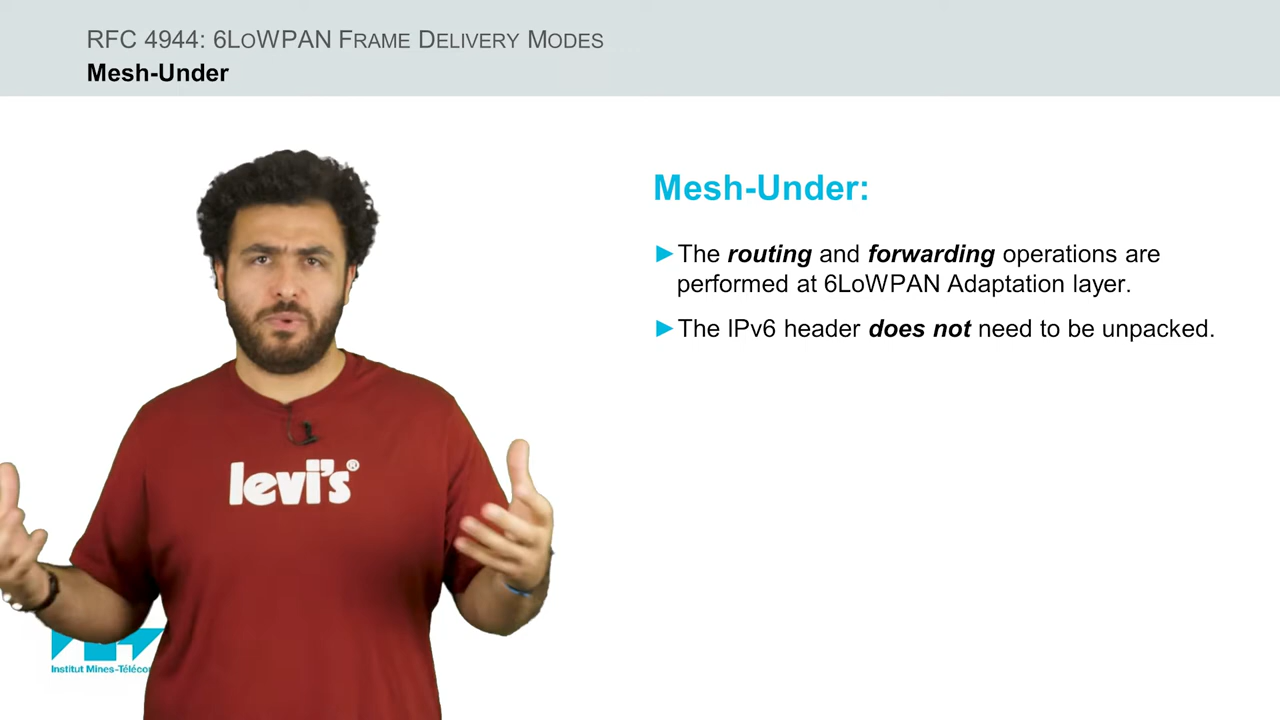 RFC 4944: 6LoWPAN Frame Delivery Modes
Mesh-Under
Mesh-Under:
The routing and forwarding operations are
performed at 6LoWPAN Adaptation layer.
The IPv6 header does not need to be unpacked.
levi's®
Institut Mines-Télécom